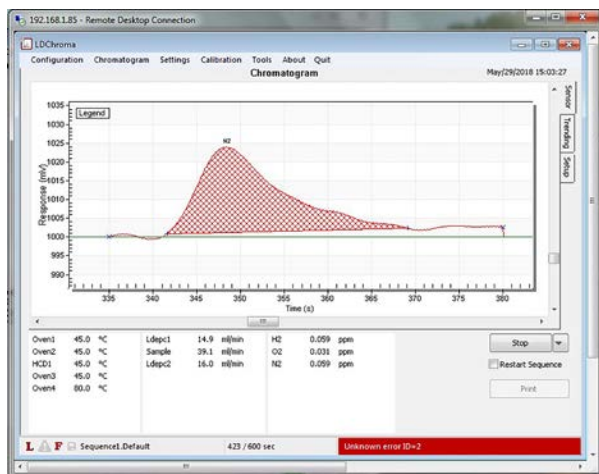 192.168.1.85 - Remote Desktop Connection
LDChroma
Configuration Chromatogram Settings Calibration Tools About Quit
Chromatogram May/29/2018 15:03:27
Legend
N2
Response (mV)
1035
1030
1025
1020
1015
1010
1005
1000
995
990
335 340 345 350 355 360 365 370 375 380
Time (s)
Sensor
Trending
Setup
Oven1 45.0 °C Ldepc1 14.9 ml/min H2 0.059 ppm
Oven2 45.0 °C Sample 39.1 ml/min O2 0.031 ppm
HCD1 45.0 °C Ldepc2 16.0 ml/min N2 0.059 ppm
Oven3 45.0 °C
Oven4 80.0 °C
Stop
Restart Sequence
Print
L F Sequence1.Default 423 / 600 sec Unknown error ID=2